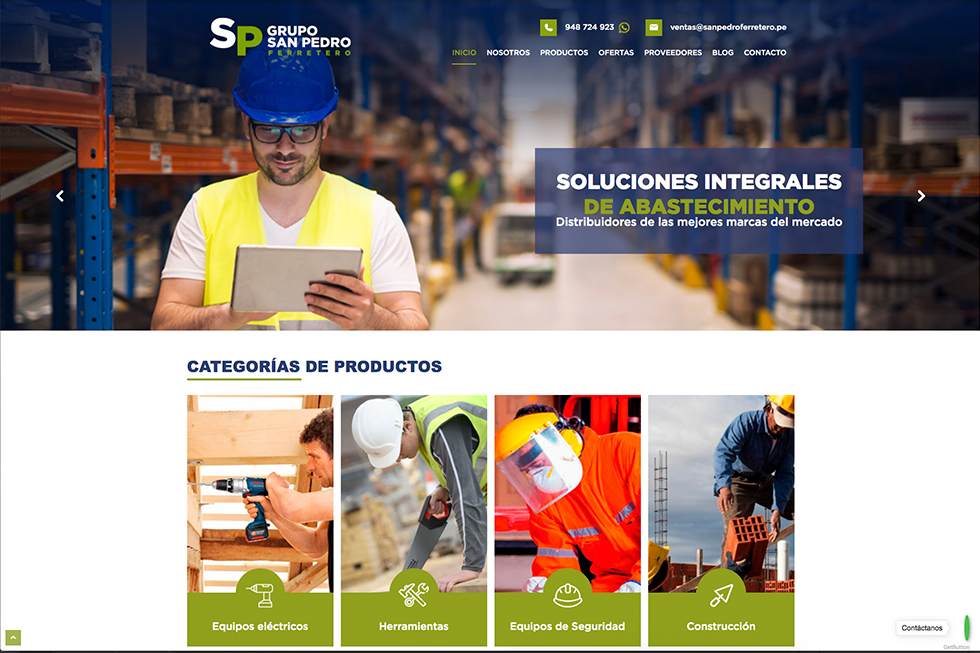 SP GRUPO
SAN PEDRO
FERRETERO
948 724 923
ventas@sanpedroferretero.pe
INICIO NOSOTROS PRODUCTOS OFERTAS PROVEEDORES BLOG CONTACTO
SOLUCIONES INTEGRALES
DE ABASTECIMIENTO
Distribuidores de las mejores marcas del mercado
CATEGORÍAS DE PRODUCTOS
Equipos eléctricos
Herramientas
Equipos de Seguridad
Construcción
Contáctanos
GetButton